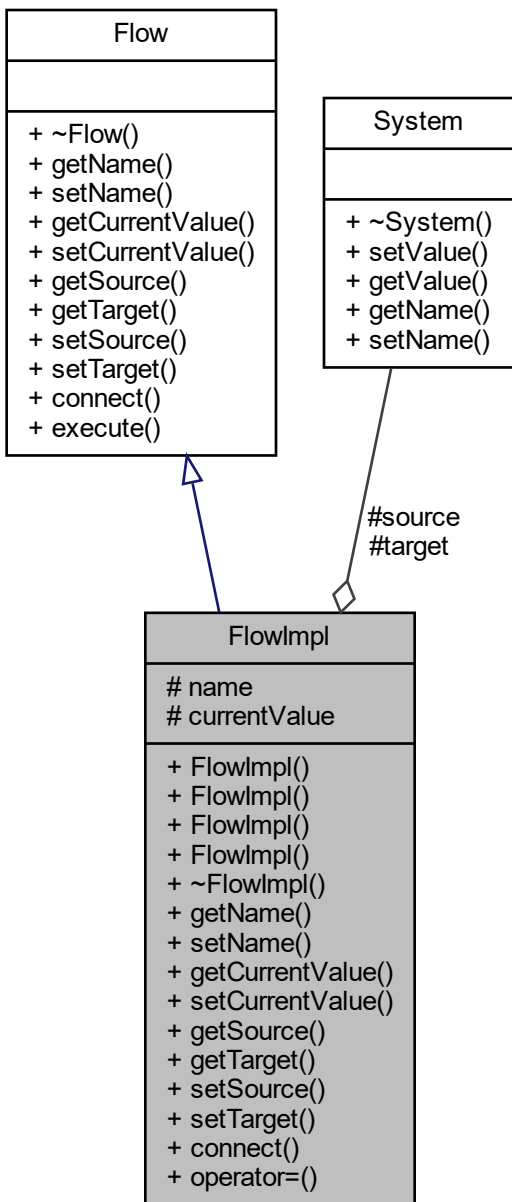 Flow
+ ~Flow()
+ getName()
+ setName()
+ getCurrentValue()
+ setCurrentValue()
+ getSource()
+ getTarget()
+ setSource()
+ setTarget()
+ connect()
+ execute()
System
+ ~System()
+ setValue()
+ getValue()
+ getName()
+ setName()
#source
#target
FlowImpl
# name
# currentValue
+ FlowImpl()
+ FlowImpl()
+ FlowImpl()
+ FlowImpl()
+ ~FlowImpl()
+ getName()
+ setName()
+ getCurrentValue()
+ setCurrentValue()
+ getSource()
+ getTarget()
+ setSource()
+ setTarget()
+ connect()
+ operator=()